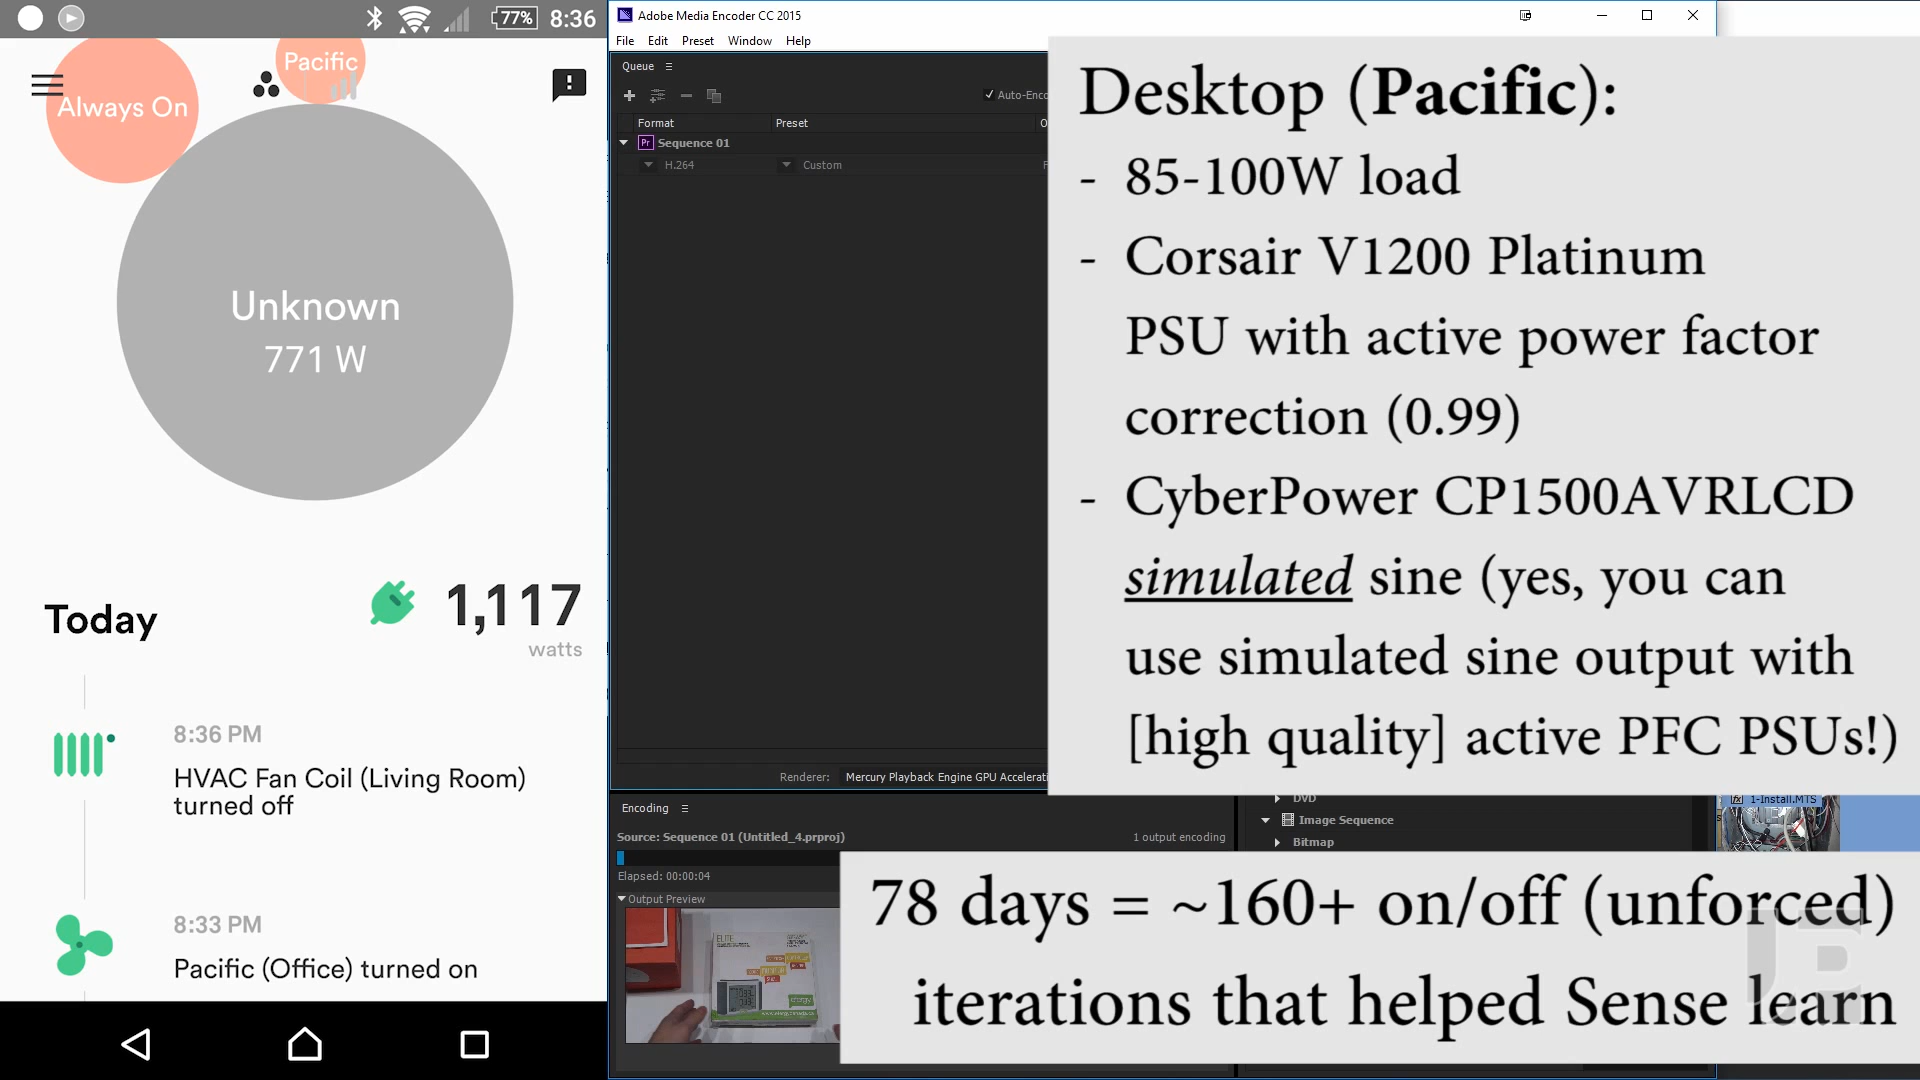 77% 8:36
Pacific
Always On
Unknown
771 W
Today
1,117
watts
8:36 PM
HVAC Fan Coil (Living Room)
turned off
8:33 PM
Pacific (Office) turned on
Adobe Media Encoder CC 2015
File Edit Preset Window Help
Queue
Auto-Enco
Format Preset O
Pr Sequence 01
H.264 Custom F
Renderer: Mercury Playback Engine GPU Accelerati
Encoding
Source: Sequence 01 (Untitled_4.prproj) 1 output encoding
Elapsed: 00:00:04
Output Preview
ELITE
DVD
Image Sequence
Bitmap
1-Install.MTS
Desktop (Pacific):
- 85-100W load
- Corsair V1200 Platinum
PSU with active power factor
correction (0.99)
- CyberPower CP1500AVRLCD
simulated sine (yes, you can
use simulated sine output with
[high quality] active PFC PSUs!)
78 days = ~160+ on/off (unforced)
iterations that helped Sense learn